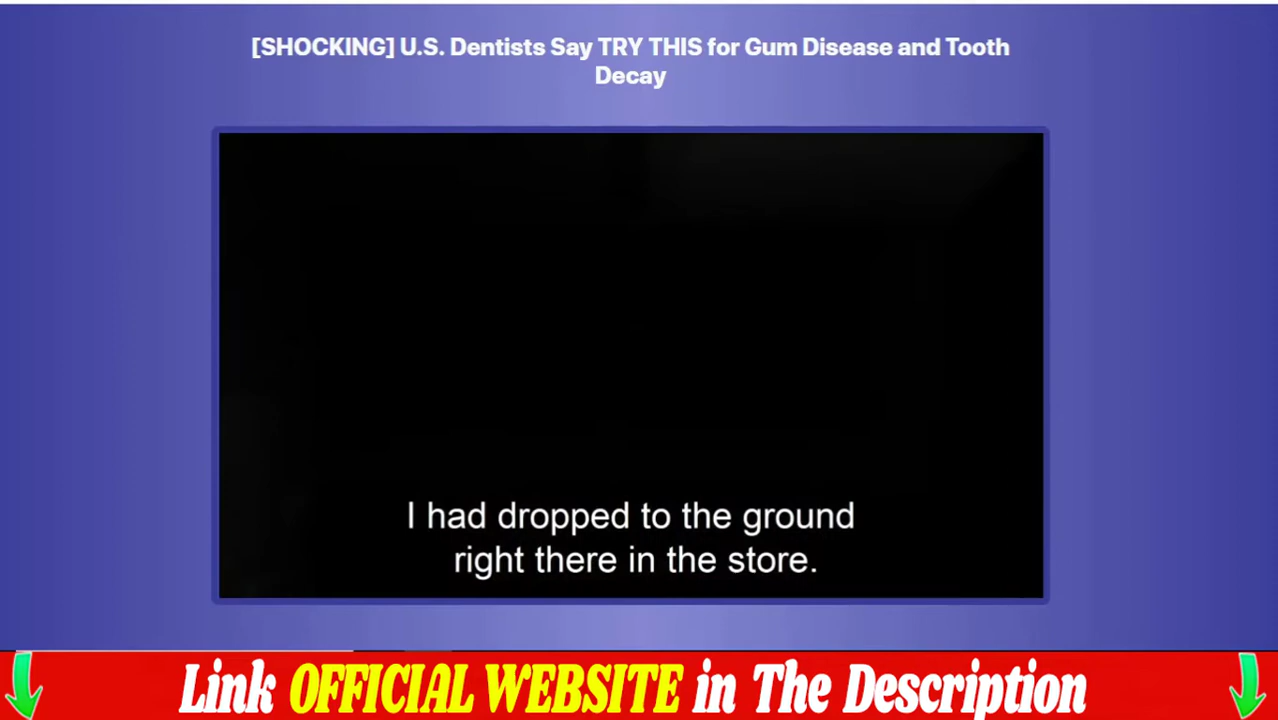 [SHOCKING] U.S. Dentists Say TRY THIS for Gum Disease and Tooth
Decay
I had dropped to the ground
right there in the store.
Link OFFICIAL WEBSITE in The Description